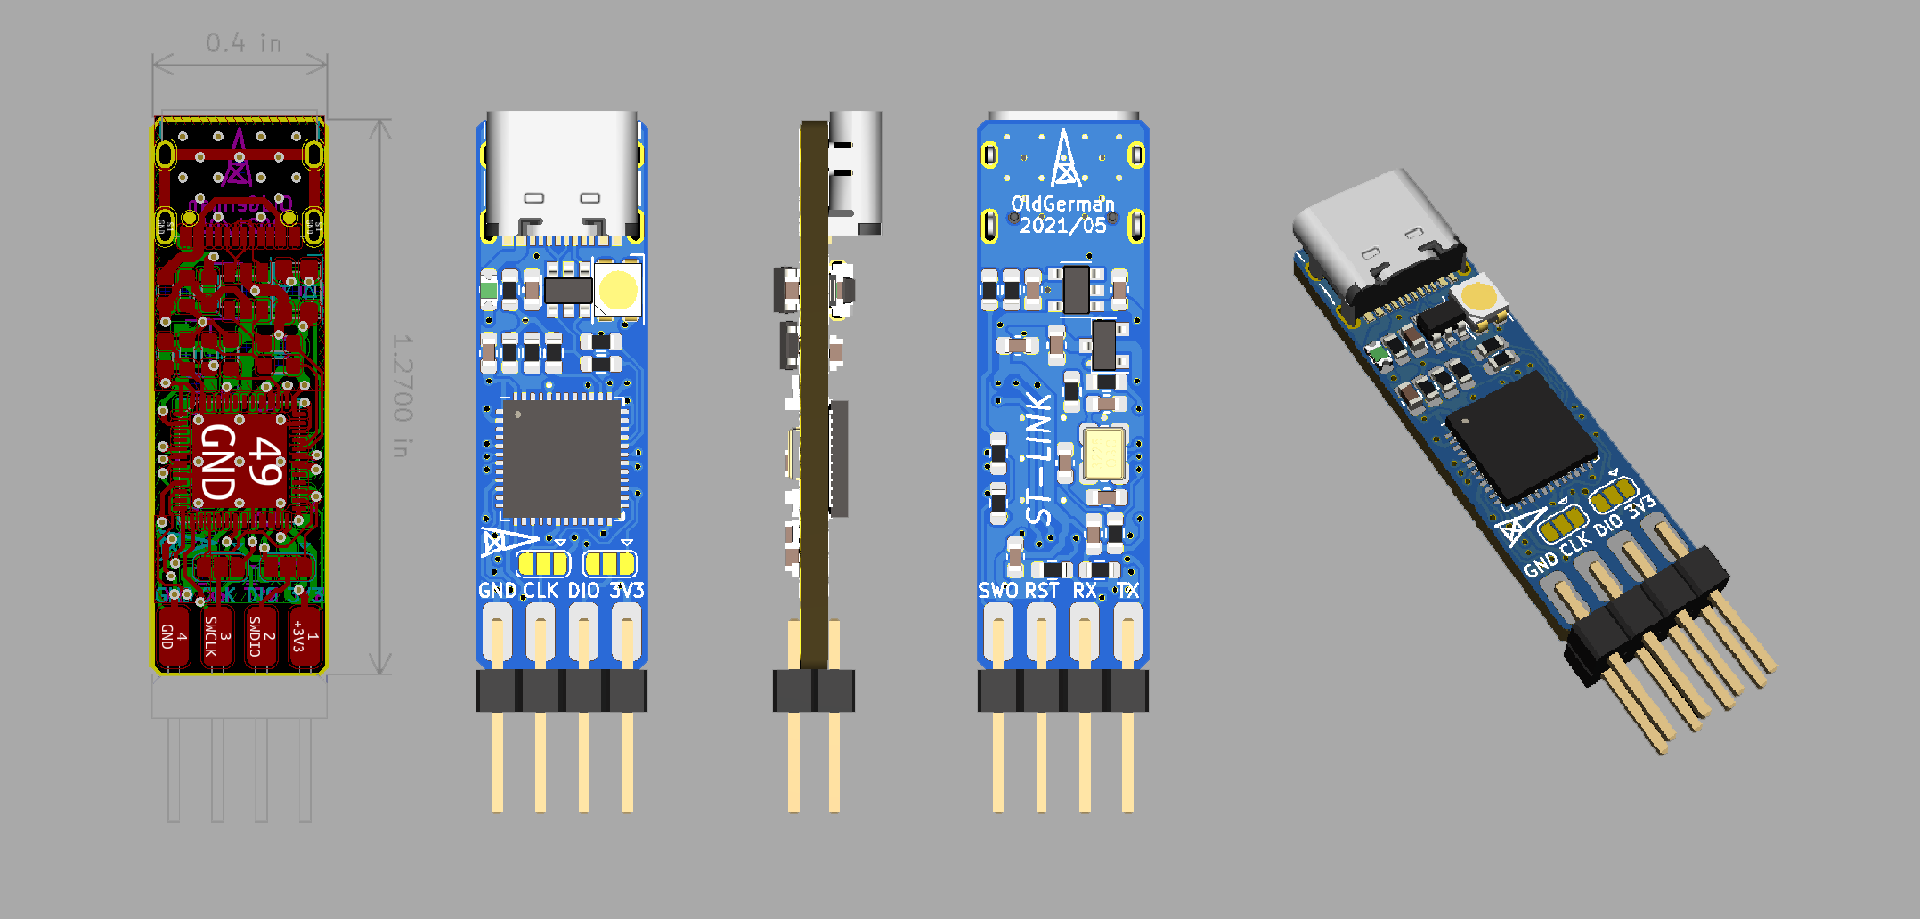 0.4 in
1.2700 in
49
GND
4
GND
3
SWCLK
2
SWDIO
1
+3V3
GND CLK DIO 3V3
OldGerman
2021/05
ST-LINK
SWO RST RX TX
GND CLK DIO 3V3